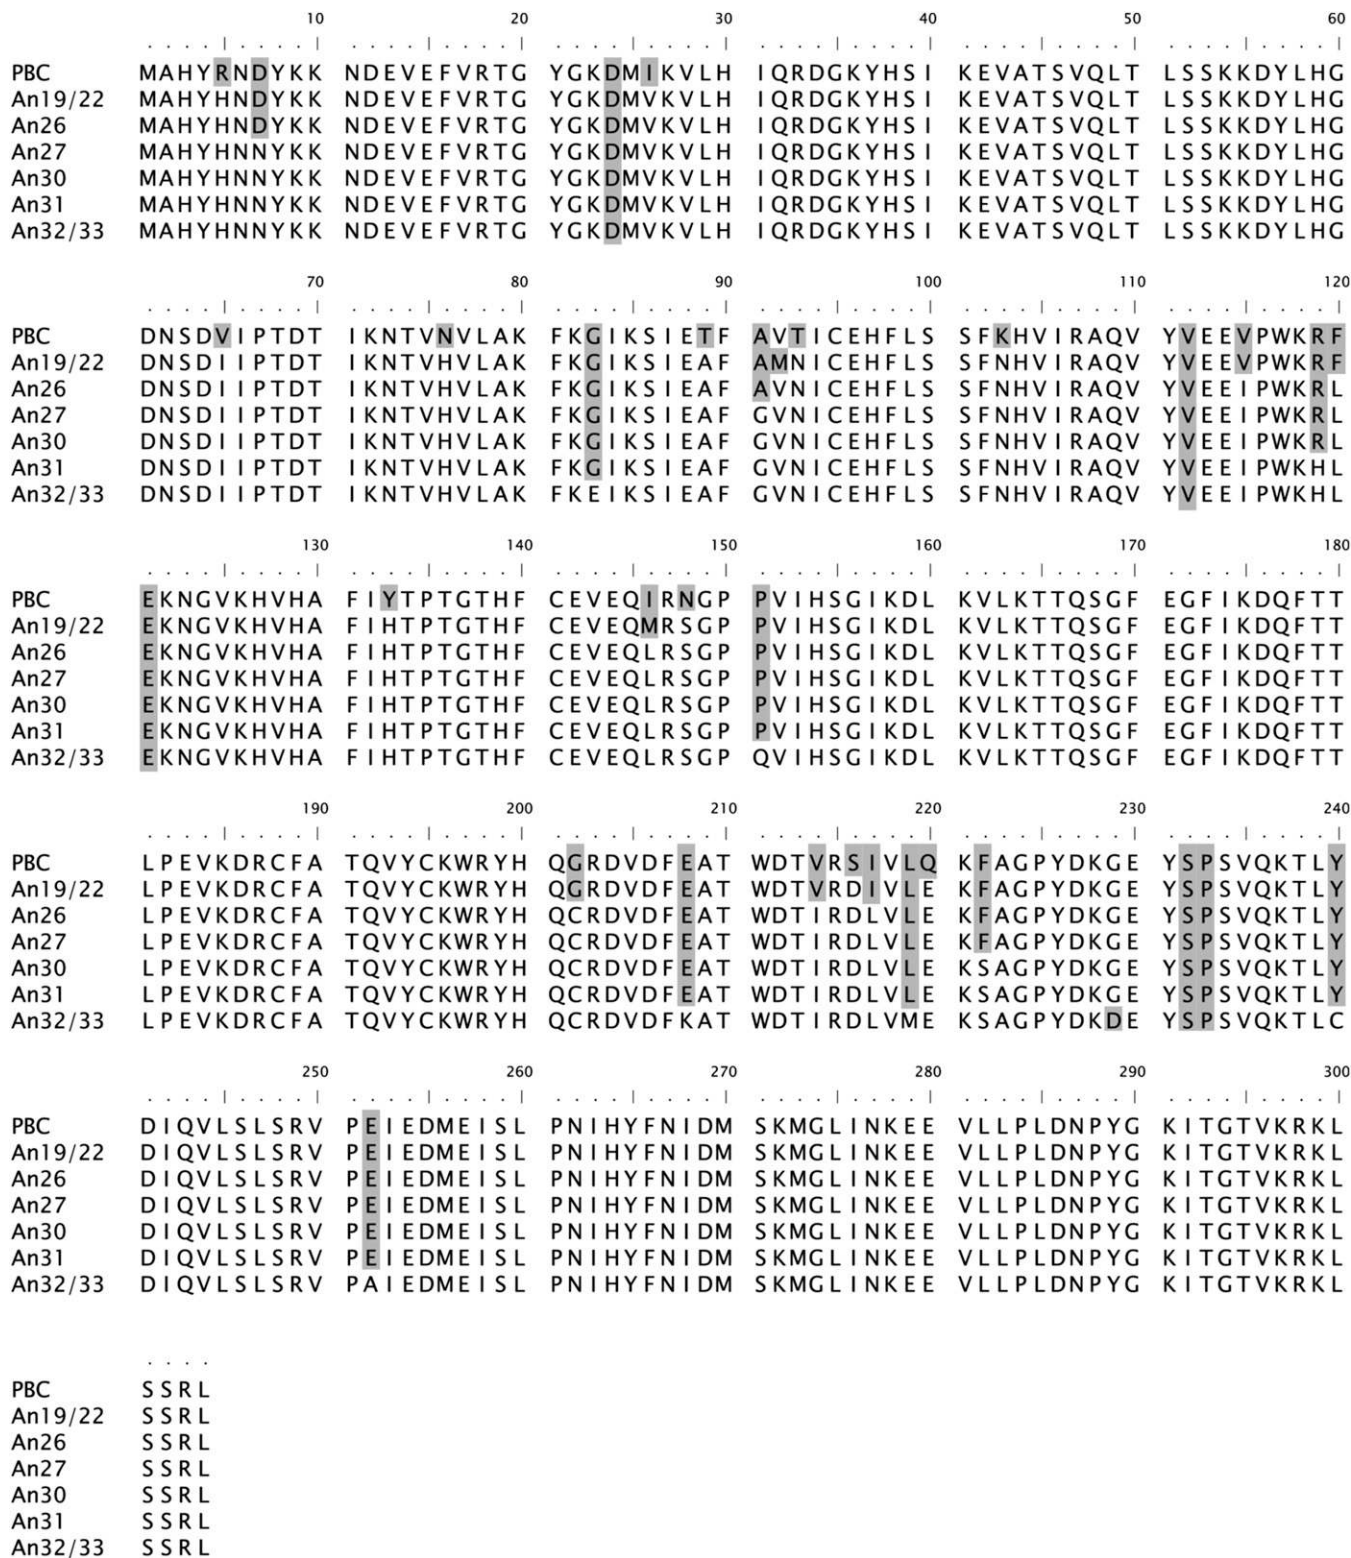 10 20 30 40 50 60
PBC MAHYRNDYKK NDEVEFVRTG YGKDMIKVLH IQRDGKYHSI KEVATSVQLT LSSKKDYLHG
An19/22 MAHYHNDYKK NDEVEFVRTG YGKDMVKVLH IQRDGKYHSI KEVATSVQLT LSSKKDYLHG
An26 MAHYHNDYKK NDEVEFVRTG YGKDMVKVLH IQRDGKYHSI KEVATSVQLT LSSKKDYLHG
An27 MAHYHNNYKK NDEVEFVRTG YGKDMVKVLH IQRDGKYHSI KEVATSVQLT LSSKKDYLHG
An30 MAHYHNNYKK NDEVEFVRTG YGKDMVKVLH IQRDGKYHSI KEVATSVQLT LSSKKDYLHG
An31 MAHYHNNYKK NDEVEFVRTG YGKDMVKVLH IQRDGKYHSI KEVATSVQLT LSSKKDYLHG
An32/33 MAHYHNNYKK NDEVEFVRTG YGKDMVKVLH IQRDGKYHSI KEVATSVQLT LSSKKDYLHG
70 80 90 100 110 120
PBC DNSDVIPTDT IKNTVNVLAK FKGIKSIETF AVTICEHFLS SFKHVIRAQV YVEEVPWKRF
An19/22 DNSDIIPTDT IKNTVHVLAK FKGIKSIEAF AMNICEHFLS SFNHVIRAQV YVEEVPWKRF
An26 DNSDIIPTDT IKNTVHVLAK FKGIKSIEAF AVNICEHFLS SFNHVIRAQV YVEEIPWKRL
An27 DNSDIIPTDT IKNTVHVLAK FKGIKSIEAF GVNICEHFLS SFNHVIRAQV YVEEIPWKRL
An30 DNSDIIPTDT IKNTVHVLAK FKGIKSIEAF GVNICEHFLS SFNHVIRAQV YVEEIPWKRL
An31 DNSDIIPTDT IKNTVHVLAK FKGIKSIEAF GVNICEHFLS SFNHVIRAQV YVEEIPWKHL
An32/33 DNSDIIPTDT IKNTVHVLAK FKEIKSIEAF GVNICEHFLS SFNHVIRAQV YVEEIPWKHL
130 140 150 160 170 180
PBC EKNGVKHVHA FIYTPTGTHF CEVEQIRNGP PVIHSGIKDL KVLKTTQSGF EGFIKDQFTT
An19/22 EKNGVKHVHA FIHTPTGTHF CEVEQMRSGP PVIHSGIKDL KVLKTTQSGF EGFIKDQFTT
An26 EKNGVKHVHA FIHTPTGTHF CEVEQLRSGP PVIHSGIKDL KVLKTTQSGF EGFIKDQFTT
An27 EKNGVKHVHA FIHTPTGTHF CEVEQLRSGP PVIHSGIKDL KVLKTTQSGF EGFIKDQFTT
An30 EKNGVKHVHA FIHTPTGTHF CEVEQLRSGP PVIHSGIKDL KVLKTTQSGF EGFIKDQFTT
An31 EKNGVKHVHA FIHTPTGTHF CEVEQLRSGP PVIHSGIKDL KVLKTTQSGF EGFIKDQFTT
An32/33 EKNGVKHVHA FIHTPTGTHF CEVEQLRSGP QVIHSGIKDL KVLKTTQSGF EGFIKDQFTT
190 200 210 220 230 240
PBC LPEVKDRCFA TQVYCKWRYH QGRDVDFEAT WDTVRSIVLQ KFAGPYDKGE YSPSVQKTLY
An19/22 LPEVKDRCFA TQVYCKWRYH QGRDVDFEAT WDTVRDIVLE KFAGPYDKGE YSPSVQKTLY
An26 LPEVKDRCFA TQVYCKWRYH QCRDVDFEAT WDTIRDLVLE KFAGPYDKGE YSPSVQKTLY
An27 LPEVKDRCFA TQVYCKWRYH QCRDVDFEAT WDTIRDLVLE KFAGPYDKGE YSPSVQKTLY
An30 LPEVKDRCFA TQVYCKWRYH QCRDVDFEAT WDTIRDLVLE KSAGPYDKGE YSPSVQKTLY
An31 LPEVKDRCFA TQVYCKWRYH QCRDVDFEAT WDTIRDLVLE KSAGPYDKGE YSPSVQKTLY
An32/33 LPEVKDRCFA TQVYCKWRYH QCRDVDFKAT WDTIRDLVME KSAGPYDKDE YSPSVQKTLC
250 260 270 280 290 300
PBC DIQVLSLSRV PEIEDMEISL PNIHYFNIDM SKMGLINKEE VLLPLDNPYG KITGTVKRKL
An19/22 DIQVLSLSRV PEIEDMEISL PNIHYFNIDM SKMGLINKEE VLLPLDNPYG KITGTVKRKL
An26 DIQVLSLSRV PEIEDMEISL PNIHYFNIDM SKMGLINKEE VLLPLDNPYG KITGTVKRKL
An27 DIQVLSLSRV PEIEDMEISL PNIHYFNIDM SKMGLINKEE VLLPLDNPYG KITGTVKRKL
An30 DIQVLSLSRV PEIEDMEISL PNIHYFNIDM SKMGLINKEE VLLPLDNPYG KITGTVKRKL
An31 DIQVLSLSRV PEIEDMEISL PNIHYFNIDM SKMGLINKEE VLLPLDNPYG KITGTVKRKL
An32/33 DIQVLSLSRV PAIEDMEISL PNIHYFNIDM SKMGLINKEE VLLPLDNPYG KITGTVKRKL
PBC SSRL
An19/22 SSRL
An26 SSRL
An27 SSRL
An30 SSRL
An31 SSRL
An32/33 SSRL